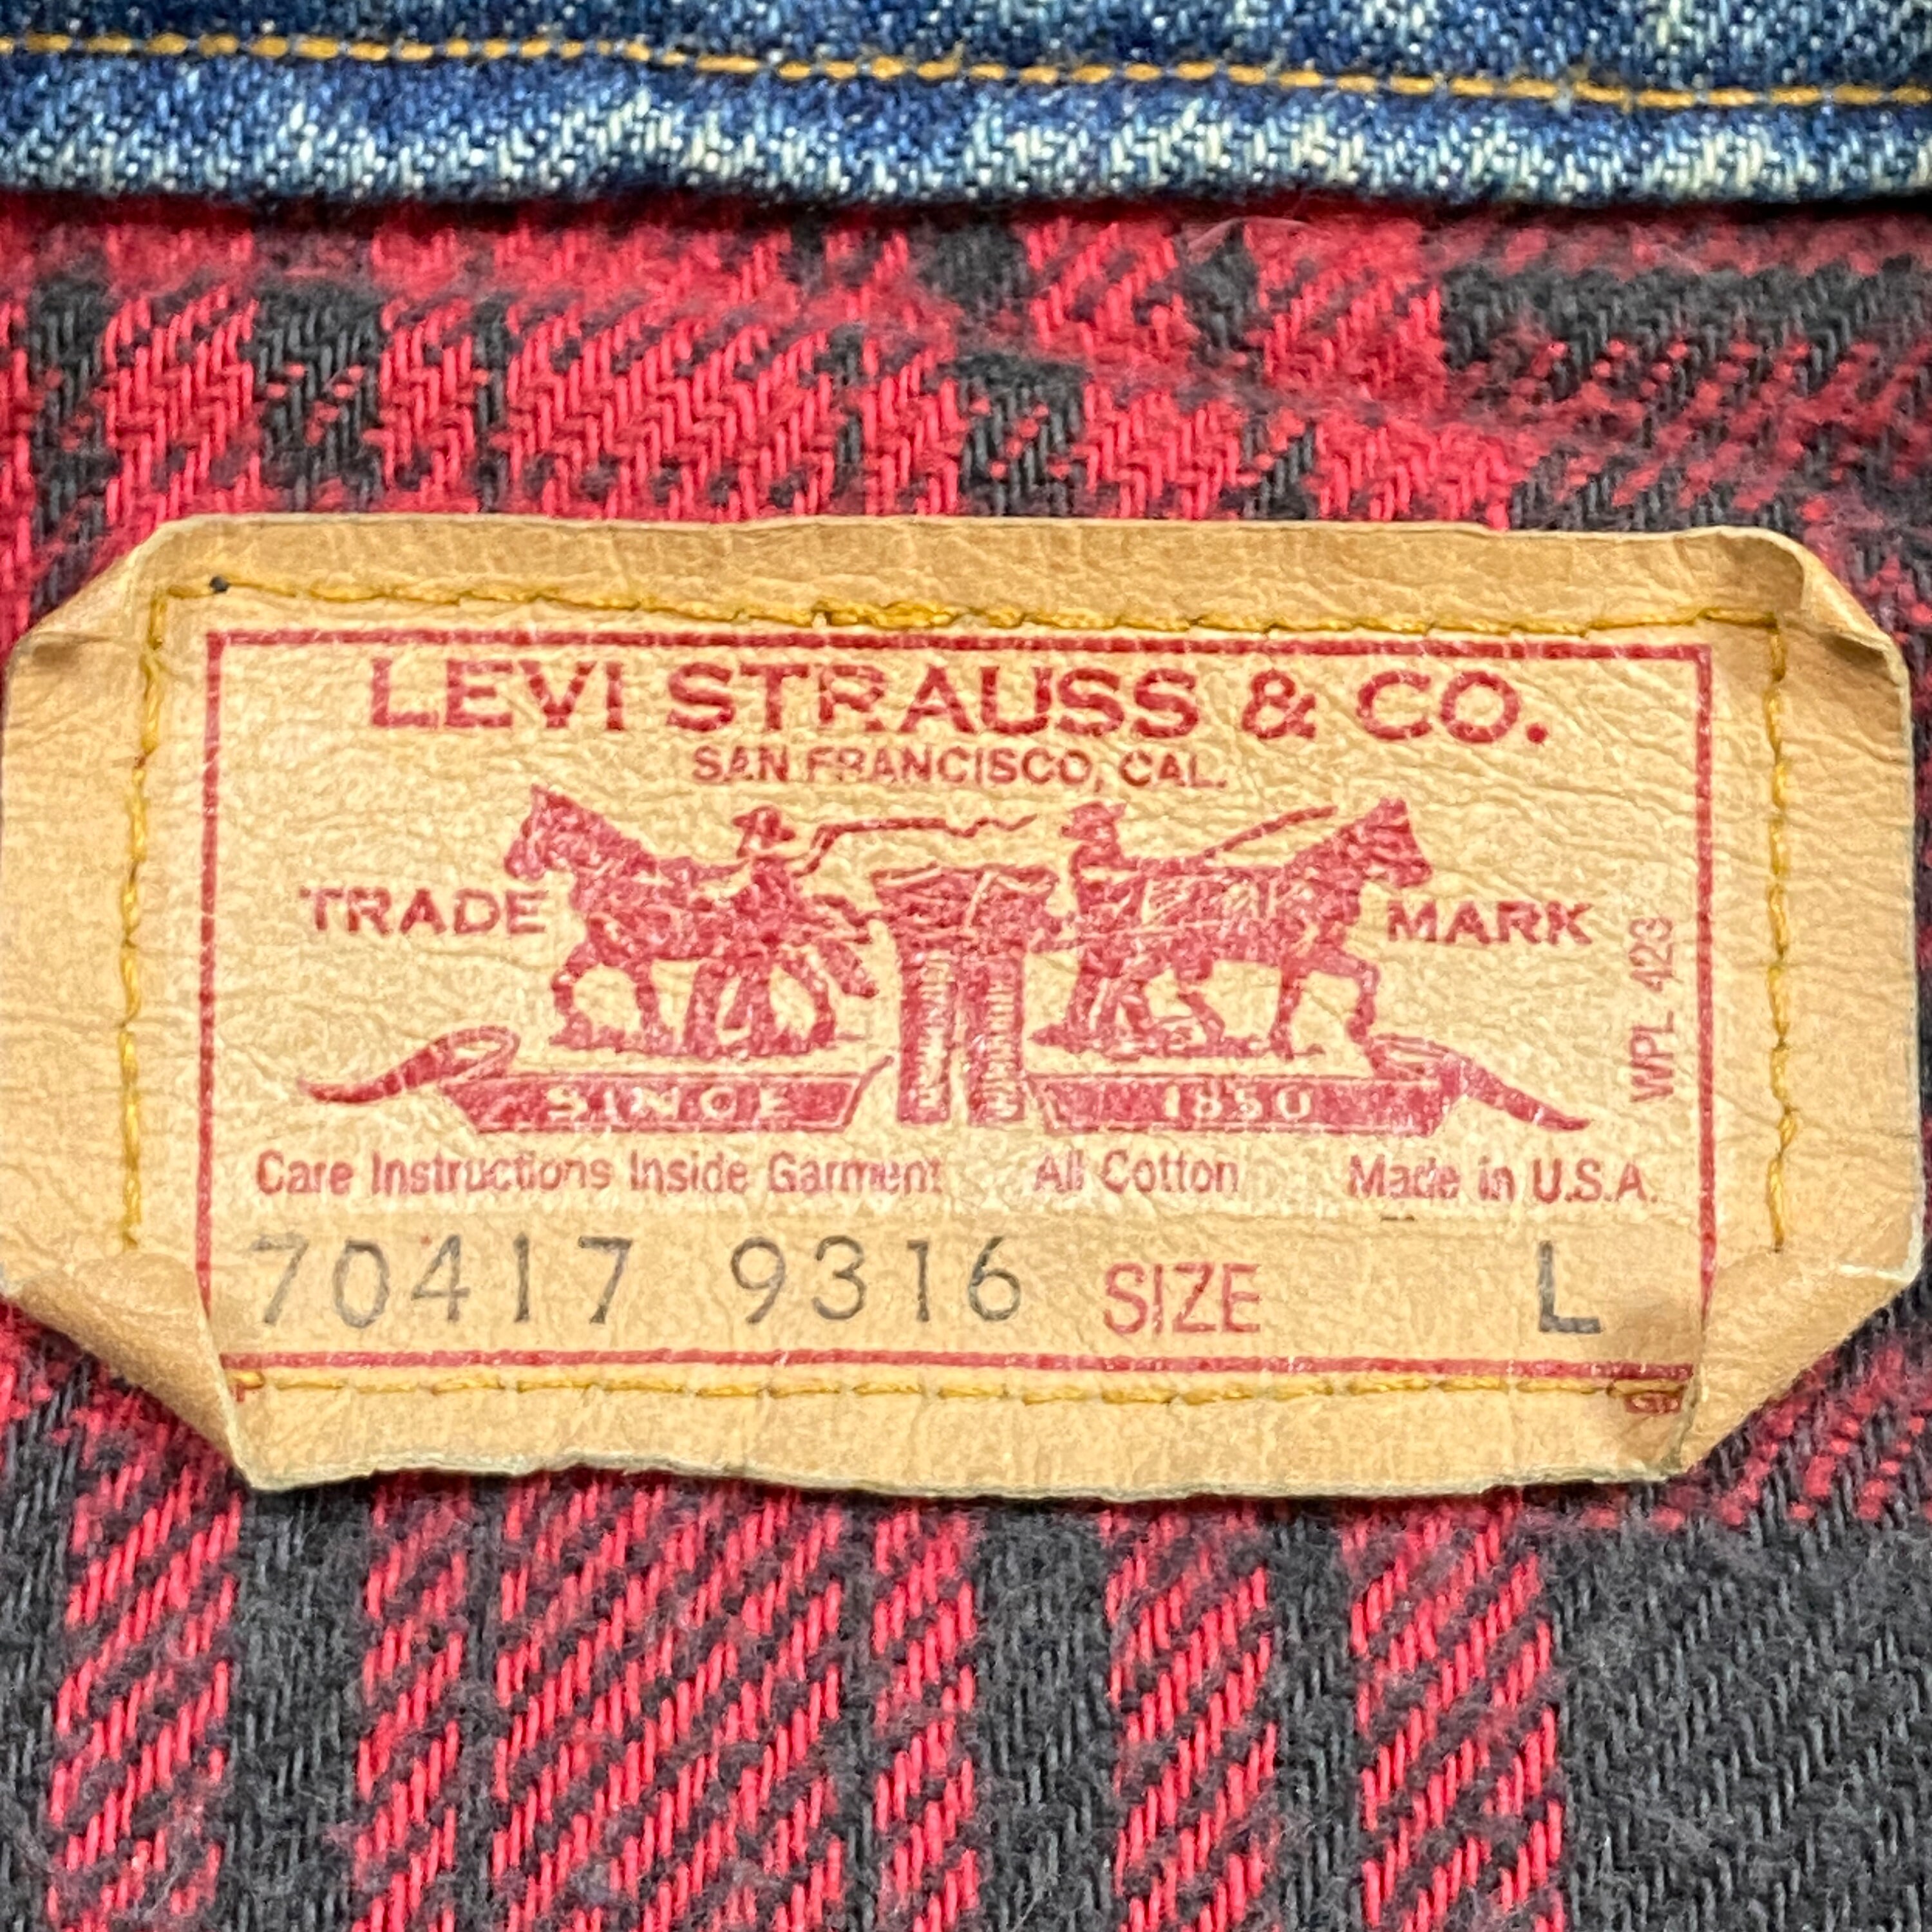 LEVI STRAUSS & CO.
SAN FRANCISCO, CAL.
TRADE MARK
WPL 423
SINCE 1850
Care Instructions Inside Garment All Cotton Made in U.S.A.
70417 9316 SIZE L